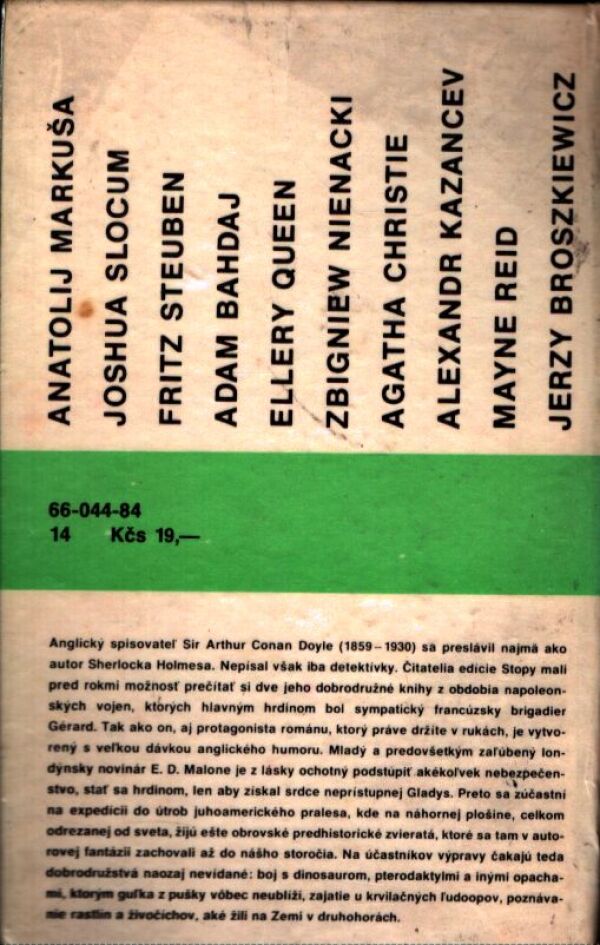 ANATOLIJ MARKUŠA
JOSHUA SLOCUM
FRITZ STEUBEN
ADAM BAHDAJ
ELLERY QUEEN
ZBIGNIEW NIENACKI
AGATHA CHRISTIE
ALEXANDR KAZANCEV
MAYNE REID
JERZY BROSZKIEWICZ
66-044-84
14 Kčs 19,—
Anglický spisovateľ Sir Arthur Conan Doyle (1859–1930) sa preslávil najmä ako
autor Sherlocka Holmesa. Nepísal však iba detektívky. Čitatelia edície Stopy mali
pred rokmi možnosť prečítať si dve jeho dobrodružné knihy z obdobia napoleon-
ských vojen, ktorých hlavným hrdinom bol sympatický francúzsky brigadier
Gérard. Tak ako on, aj protagonista románu, ktorý práve držíte v rukách, je vytvo-
rený s veľkou dávkou anglického humoru. Mladý a predovšetkým zaľúbený lon-
dýnsky novinár E. D. Malone je z lásky ochotný podstúpiť akékoľvek nebezpečen-
stvo, stať sa hrdinom, len aby získal srdce neprístupnej Gladys. Preto sa zúčastní
na expedícii do útrob juhoamerického pralesa, kde na náhornej plošine, celkom
odrezanej od sveta, žijú ešte obrovské predhistorické zvieratá, ktoré sa tam v auto-
rovej fantázii zachovali až do nášho storočia. Na účastníkov výpravy čakajú teda
dobrodružstvá naozaj nevídané: boj s dinosaurom, pterodaktylmi a inými opacha-
mi, ktorým guľka z pušky vôbec neublíži, zajatie u krvilačných ľudoopov, poznáva-
nie rastlín a živočíchov, aké žili na Zemi v druhohorách.